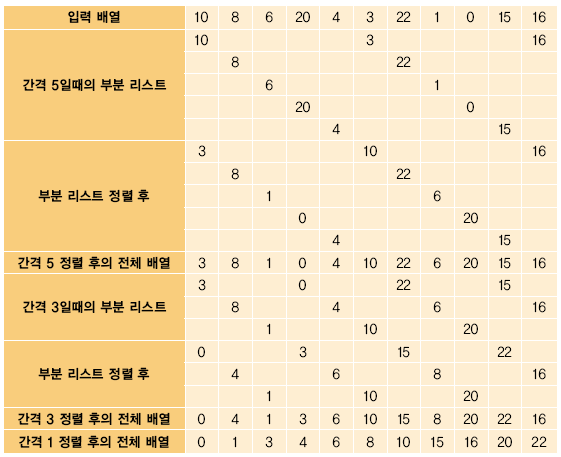 입력 배열 10 8 6 20 4 3 22 1 0 15 16
10 3 16
8 22
간격 5일때의 부분 리스트 6 1
20 0
4 15
3 10 16
8 22
부분 리스트 정렬 후 1 6
0 20
4 15
간격 5 정렬 후의 전체 배열 3 8 1 0 4 10 22 6 20 15 16
3 0 22 15
간격 3일때의 부분 리스트 8 4 6 16
1 10 20
0 3 15 22
부분 리스트 정렬 후 4 6 8 16
1 10 20
간격 3 정렬 후의 전체 배열 0 4 1 3 6 10 15 8 20 22 16
간격 1 정렬 후의 전체 배열 0 1 3 4 6 8 10 15 16 20 22